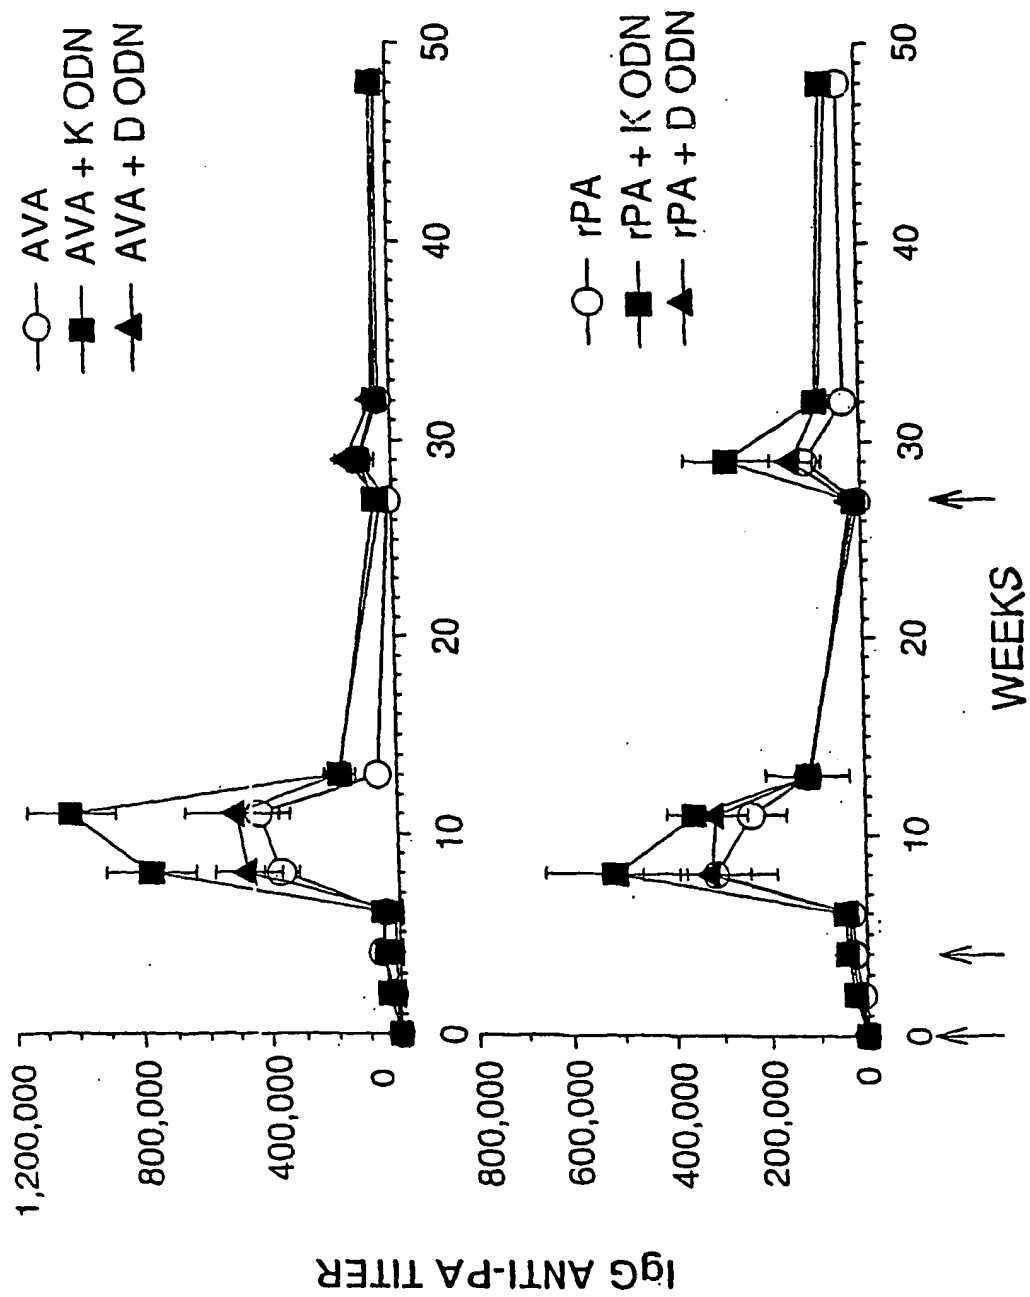 IgG ANTI-PA TITER
1,200,000
800,000
400,000
0
0
10
20
30
40
50
AVA
AVA + K ODN
AVA + D ODN
800,000
600,000
400,000
200,000
0
0
10
20
30
40
50
rPA
rPA + K ODN
rPA + D ODN
WEEKS